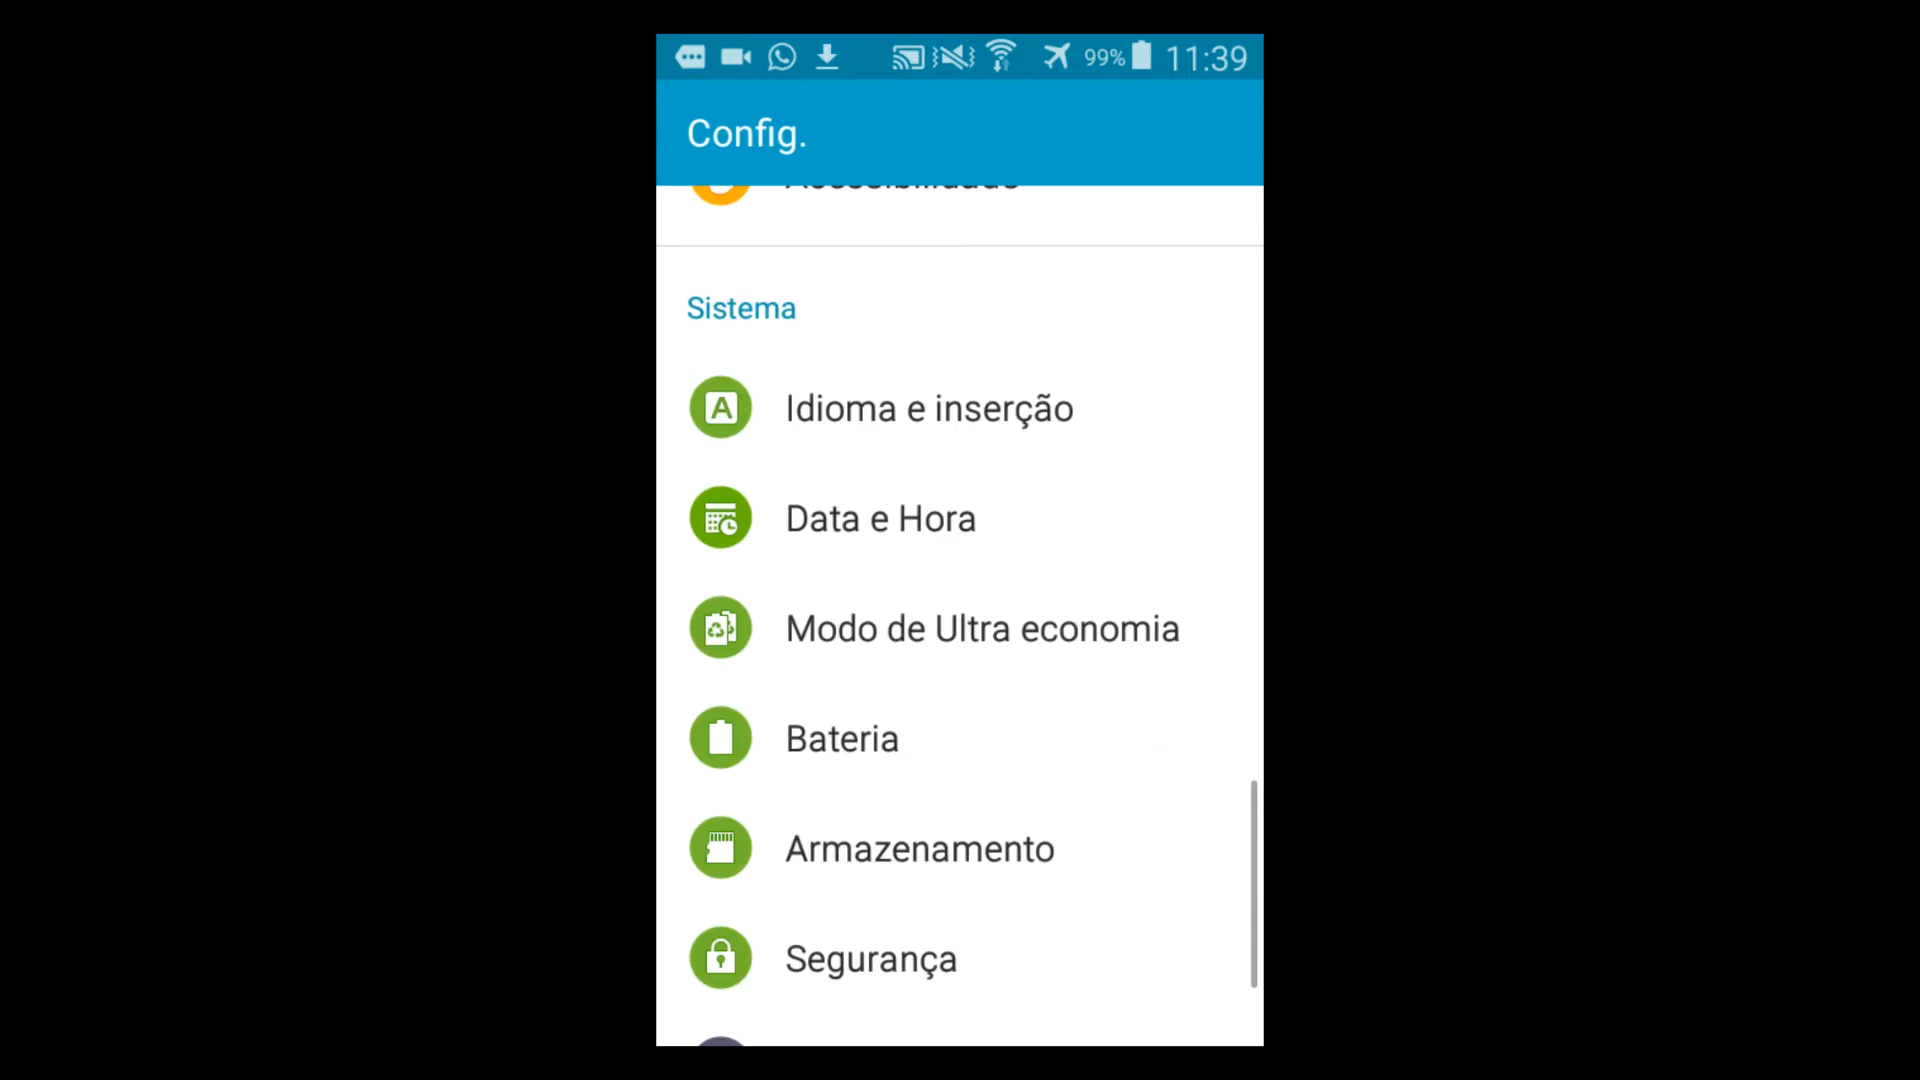 99% 11:39
Config.
Sistema
Idioma e inserção
Data e Hora
Modo de Ultra economia
Bateria
Armazenamento
Segurança